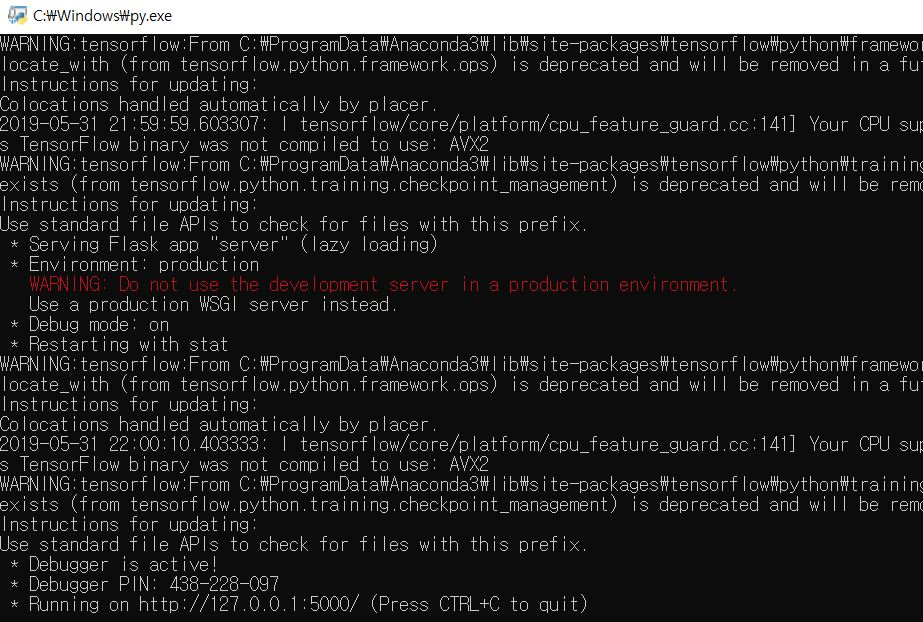 C:₩Windows₩py.exe
WARNING:tensorflow:From C:₩ProgramData₩Anaconda3₩lib₩site-packages₩tensorflow₩python₩framewor
locate_with (from tensorflow.python.framework.ops) is deprecated and will be removed in a fut
Instructions for updating:
Colocations handled automatically by placer.
2019-05-31 21:59:59.603307: I tensorflow/core/platform/cpu_feature_guard.cc:141] Your CPU sup
s TensorFlow binary was not compiled to use: AVX2
WARNING:tensorflow:From C:₩ProgramData₩Anaconda3₩lib₩site-packages₩tensorflow₩python₩training
exists (from tensorflow.python.training.checkpoint_management) is deprecated and will be remo
Instructions for updating:
Use standard file APIs to check for files with this prefix.
* Serving Flask app "server" (lazy loading)
* Environment: production
WARNING: Do not use the development server in a production environment.
Use a production WSGI server instead.
* Debug mode: on
* Restarting with stat
WARNING:tensorflow:From C:₩ProgramData₩Anaconda3₩lib₩site-packages₩tensorflow₩python₩framewor
locate_with (from tensorflow.python.framework.ops) is deprecated and will be removed in a fut
Instructions for updating:
Colocations handled automatically by placer.
2019-05-31 22:00:10.403333: I tensorflow/core/platform/cpu_feature_guard.cc:141] Your CPU sup
s TensorFlow binary was not compiled to use: AVX2
WARNING:tensorflow:From C:₩ProgramData₩Anaconda3₩lib₩site-packages₩tensorflow₩python₩training
exists (from tensorflow.python.training.checkpoint_management) is deprecated and will be remo
Instructions for updating:
Use standard file APIs to check for files with this prefix.
* Debugger is active!
* Debugger PIN: 438-228-097
* Running on http://127.0.0.1:5000/ (Press CTRL+C to quit)